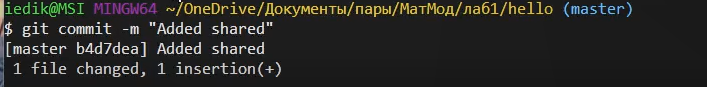 iedik@MSI MINGW64 ~/OneDrive/Документы/пары/МатМод/лаб1/hello (master)
$ git commit -m "Added shared"
[master b4d7dea] Added shared
 1 file changed, 1 insertion(+)